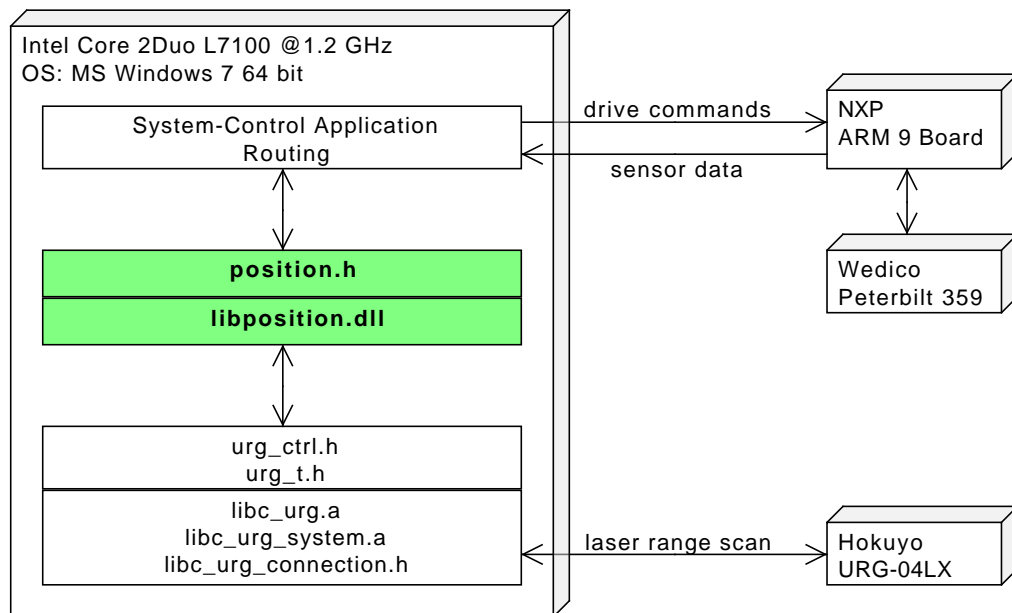 Intel Core 2Duo L7100 @1.2 GHz
OS: MS Windows 7 64 bit
System-Control Application
Routing
drive commands
sensor data
NXP
ARM 9 Board
position.h
libposition.dll
Wedico
Peterbilt 359
urg_ctrl.h
urg_t.h
libc_urg.a
libc_urg_system.a
libc_urg_connection.h
laser range scan
Hokuyo
URG-04LX